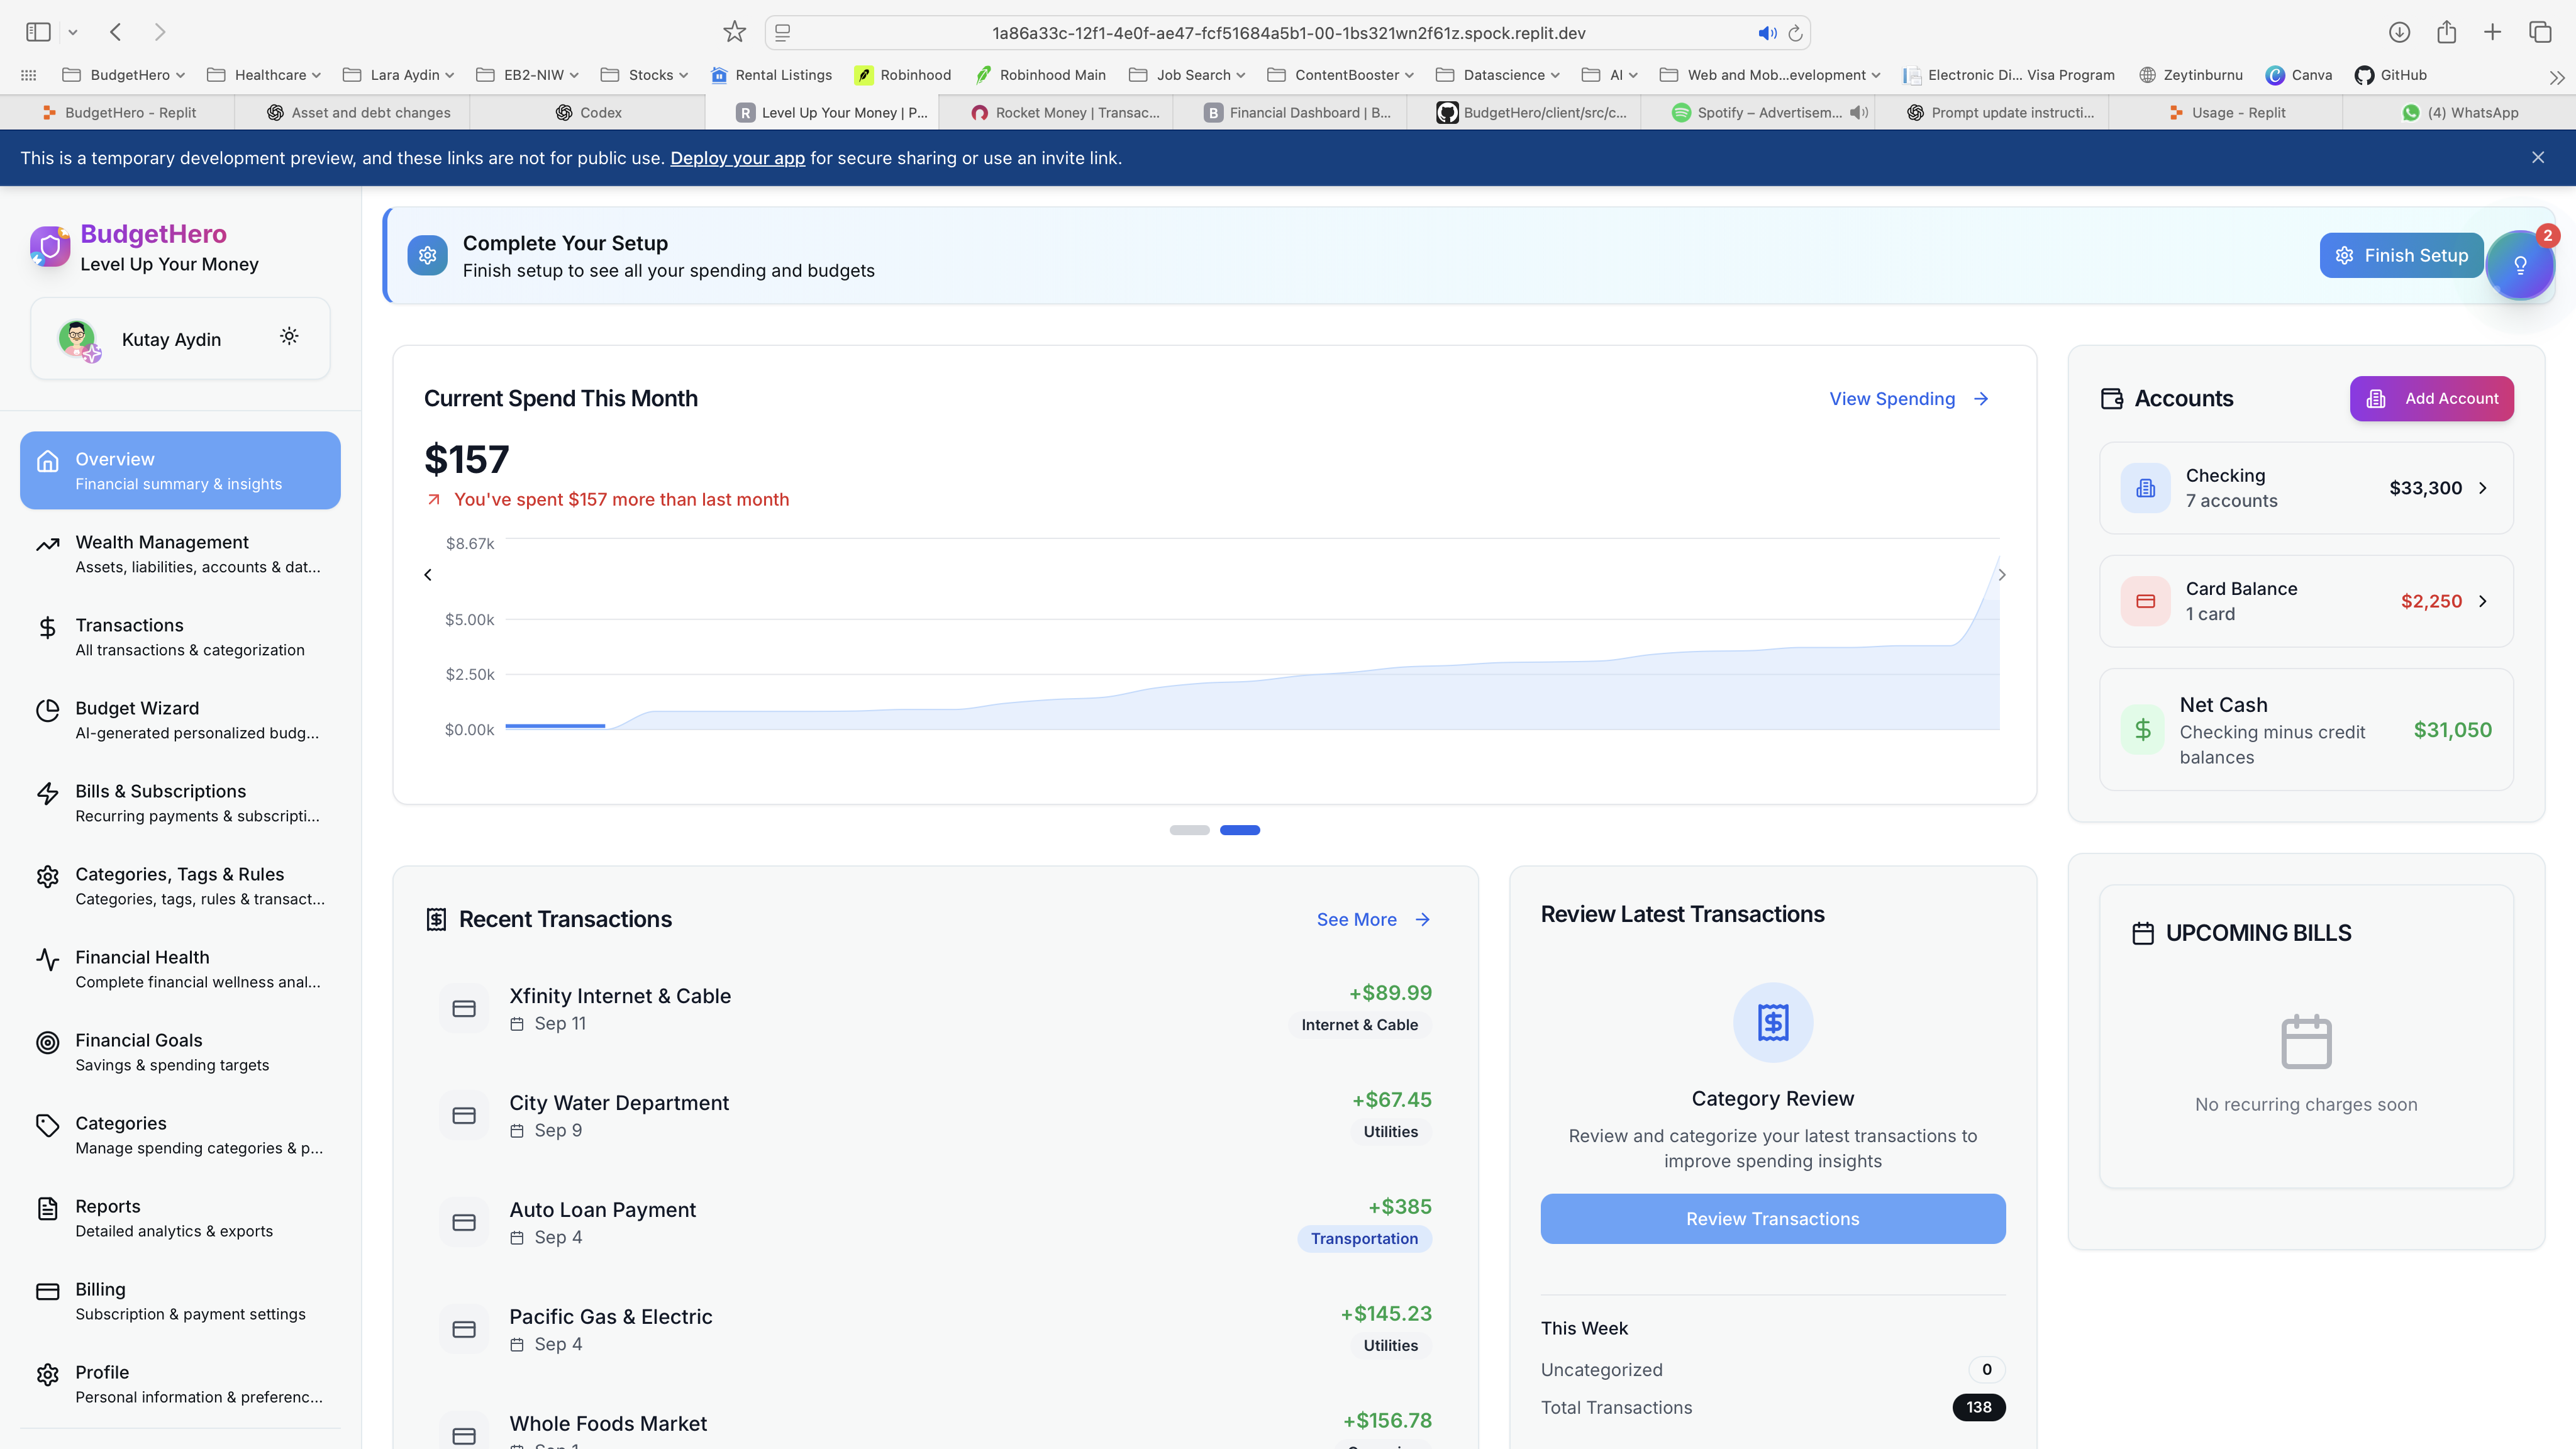 1a86a33c-12f1-4e0f-ae47-fcf51684a5b1-00-1bs321wn2f61z.spock.replit.dev
BudgetHero
Healthcare
Lara Aydin
EB2-NIW
Stocks
Rental Listings
Robinhood
Robinhood Main
Job Search
ContentBooster
Datascience
AI
Web and Mob...evelopment
Electronic Di... Visa Program
Zeytinburnu
Canva
GitHub
BudgetHero - Replit
Asset and debt changes
Codex
R
Level Up Your Money | P...
Rocket Money | Transac...
B
Financial Dashboard | B...
BudgetHero/client/src/c...
Spotify – Advertisem...
Prompt update instructi...
Usage - Replit
(4) WhatsApp
This is a temporary development preview, and these links are not for public use. Deploy your app for secure sharing or use an invite link.
BudgetHero
Level Up Your Money
Kutay Aydin
Overview
Financial summary & insights
Wealth Management
Assets, liabilities, accounts & dat...
Transactions
All transactions & categorization
Budget Wizard
AI-generated personalized budg...
Bills & Subscriptions
Recurring payments & subscripti...
Categories, Tags & Rules
Categories, tags, rules & transact...
Financial Health
Complete financial wellness anal...
Financial Goals
Savings & spending targets
Categories
Manage spending categories & p...
Reports
Detailed analytics & exports
Billing
Subscription & payment settings
Profile
Personal information & preferenc...
Complete Your Setup
Finish setup to see all your spending and budgets
Finish Setup
2
Current Spend This Month
View Spending
$157
You've spent $157 more than last month
$8.67k
$5.00k
$2.50k
$0.00k
Recent Transactions
See More
Xfinity Internet & Cable
Sep 11
+$89.99
Internet & Cable
City Water Department
Sep 9
+$67.45
Utilities
Auto Loan Payment
Sep 4
+$385
Transportation
Pacific Gas & Electric
Sep 4
+$145.23
Utilities
Whole Foods Market
+$156.78
Review Latest Transactions
Category Review
Review and categorize your latest transactions to
improve spending insights
Review Transactions
This Week
Uncategorized
0
Total Transactions
138
Accounts
Add Account
Checking
7 accounts
$33,300
Card Balance
1 card
$2,250
Net Cash
Checking minus credit
balances
$31,050
UPCOMING BILLS
No recurring charges soon